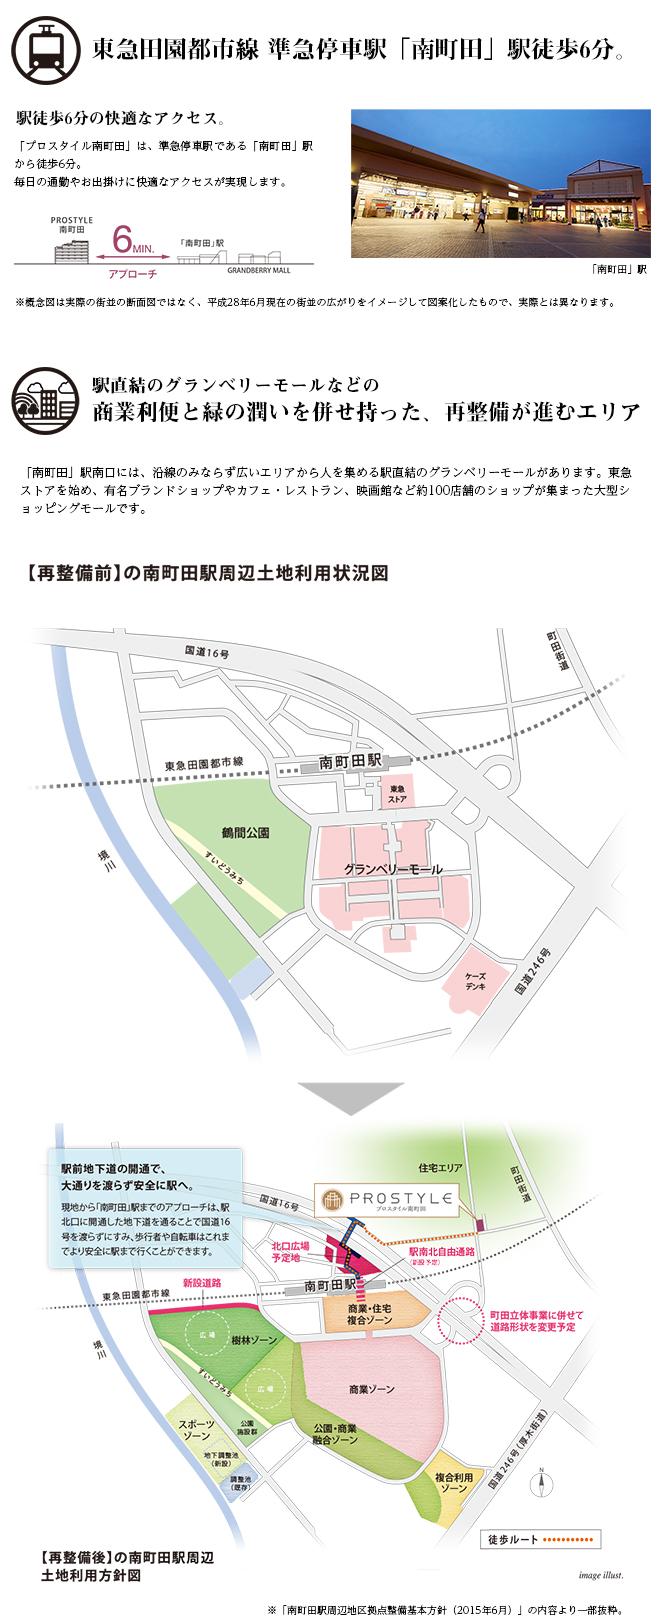 東急田園都市線 準急停車駅「南町田」駅徒歩6分。
駅徒歩6分の快適なアクセス。
「プロスタイル南町田」は、準急停車駅である「南町田」駅
から徒歩6分。
毎日の通勤やお出掛けに快適なアクセスが実現します。
PROSTYLE
南町田
6MIN.
アプローチ
「南町田」駅
GRANDBERRY MALL
「南町田」駅
※概念図は実際の街並の断面図ではなく、平成28年6月現在の街並の広がりをイメージして図案化したもので、実際とは異なります。
駅直結のグランベリーモールなどの
商業利便と緑の潤いを併せ持った、再整備が進むエリア
「南町田」駅南口には、沿線のみならず広いエリアから人を集める駅直結のグランベリーモールがあります。東急
ストアを始め、有名ブランドショップやカフェ・レストラン、映画館など約100店舗のショップが集まった大型シ
ョッピングモールです。
【再整備前】の南町田駅周辺土地利用状況図
国道16号
町田街道
東急田園都市線
南町田駅
東急
ストア
鶴間公園
すいどうみち
境川
グランベリーモール
ケーズ
デンキ
国道246号
駅前地下道の開通で、
大通りを渡らず安全に駅へ。
現地から「南町田」駅までのアプローチは、駅
北口に開通した地下道を通ることで国道16
号を渡らずにすみ、歩行者や自転車はこれま
でより安全に駅まで行くことができます。
住宅エリア
町田街道
国道16号
PROSTYLE
プロスタイル南町田
北口広場
予定地
駅南北自由通路
(新設予定)
新設道路
南町田駅
東急田園都市線
商業・住宅
複合ゾーン
町田立体事業に併せて
道路形状を変更予定
広場
樹林ゾーン
境川
すいどうみち
広場
商業ゾーン
スポーツ
ゾーン
公園
施設群
公園・商業
融合ゾーン
地下調整池
(新設)
調整池
(既存)
複合利用
ゾーン
国道246号(厚木街道)
N
徒歩ルート
【再整備後】の南町田駅周辺
土地利用方針図
image illust.
※「南町田駅周辺地区拠点整備基本方針（2015年6月）」の内容より一部抜粋。